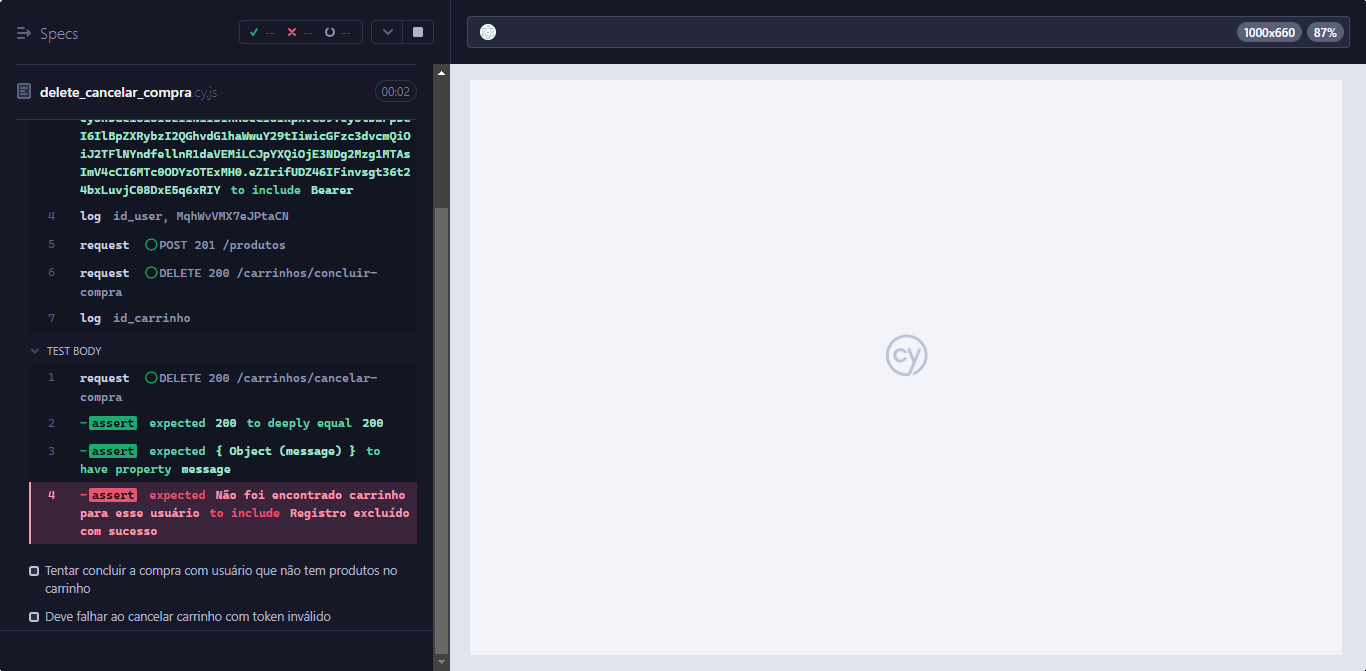 Specs
-- -- --
1000x660 87%
delete_cancelar_compra.cy.js 00:02
iJ2TFlNYndfellnR1daVEMiLCJpYXQiOjE3NDg2Mzg1MTAs
ImV4cCI6MTc0ODYzOTExMH0.eZIrifUDZ46IFinvsgt36t2
4bxLuvjC08DxE5q6xRIY to include Bearer
4 log id_user, MqhWvVMX7eJPtaCN
5 request POST 201 /produtos
6 request DELETE 200 /carrinhos/concluir-
compra
7 log id_carrinho
TEST BODY
1 request DELETE 200 /carrinhos/cancelar-
compra
2 -assert expected 200 to deeply equal 200
3 -assert expected { Object (message) } to
have property message
4 -assert expected Não foi encontrado carrinho
para esse usuário to include Registro excluído
com sucesso
Tentar concluir a compra com usuário que não tem produtos no
carrinho
Deve falhar ao cancelar carrinho com token inválido
cy